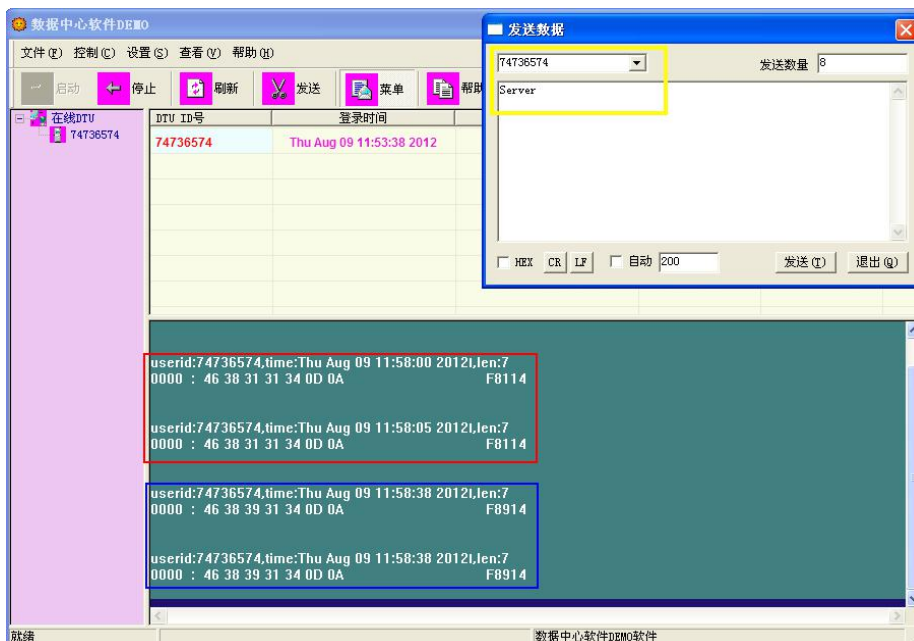 数据中心软件DEMO
文件(F) 控制(C) 设置(S) 查看(V) 帮助(H)
启动 停止 刷新 发送 菜单 帮助
在线DTU
74736574
DTU ID号 登录时间
74736574 Thu Aug 09 11:53:38 2012
发送数据
74736574 发送数量 8
Server
HEX CR LF 自动 200 发送(T) 退出(Q)
userid:74736574,time:Thu Aug 09 11:58:00 2012l,len:7
0000 : 46 38 31 31 34 0D 0A F8114
userid:74736574,time:Thu Aug 09 11:58:05 2012l,len:7
0000 : 46 38 31 31 34 0D 0A F8114
userid:74736574,time:Thu Aug 09 11:58:38 2012l,len:7
0000 : 46 38 39 31 34 0D 0A F8914
userid:74736574,time:Thu Aug 09 11:58:38 2012l,len:7
0000 : 46 38 39 31 34 0D 0A F8914
就绪 数据中心软件DEMO软件